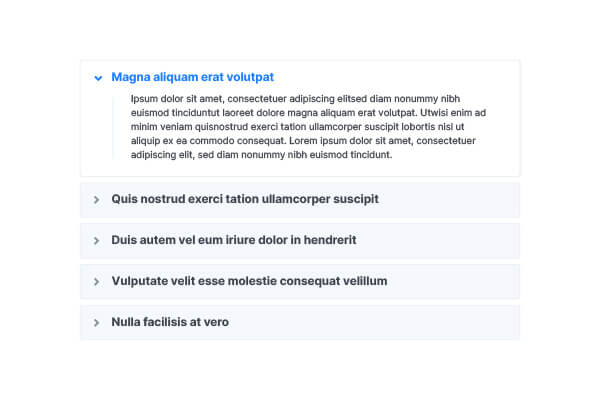 Magna aliquam erat volutpat
Ipsum dolor sit amet, consectetuer adipiscing elitsed diam nonummy nibh
euismod tinciduntut laoreet dolore magna aliquam erat volutpat. Utwisi enim ad
minim veniam quisnostrud exerci tation ullamcorper suscipit lobortis nisl ut
aliquip ex ea commodo consequat. Lorem ipsum dolor sit amet, consectetuer
adipiscing elit, sed diam nonummy nibh euismod tincidunt.
Quis nostrud exerci tation ullamcorper suscipit
Duis autem vel eum iriure dolor in hendrerit
Vulputate velit esse molestie consequat velillum
Nulla facilisis at vero